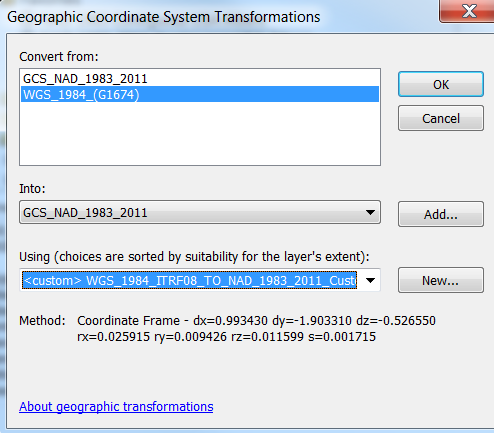 Geographic Coordinate System Transformations
Convert from:
GCS_NAD_1983_2011
WGS_1984_(G1674)
OK
Cancel
Into:
GCS_NAD_1983_2011
Add...
Using (choices are sorted by suitability for the layer's extent):
<custom> WGS_1984_ITRF08_TO_NAD_1983_2011_Cust
New...
Method: Coordinate Frame - dx=0.993430 dy=-1.903310 dz=-0.526550
rx=0.025915 ry=0.009426 rz=0.011599 s=0.001715
About geographic transformations